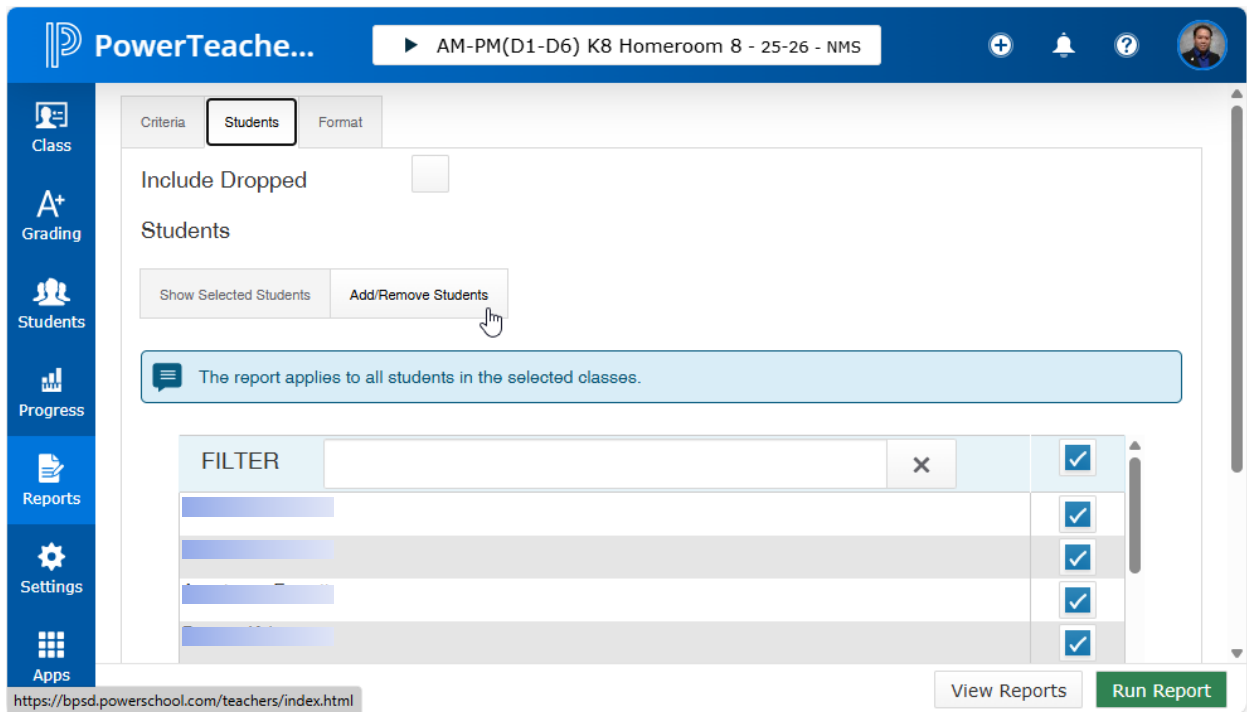 PowerTeache...
AM-PM(D1-D6) K8 Homeroom 8 - 25-26 - NMS
Class
Grading
Students
Progress
Reports
Settings
Apps
Criteria
Students
Format
Include Dropped
Students
Show Selected Students
Add/Remove Students
The report applies to all students in the selected classes.
FILTER
View Reports
Run Report
https://bpsd.powerschool.com/teachers/index.html